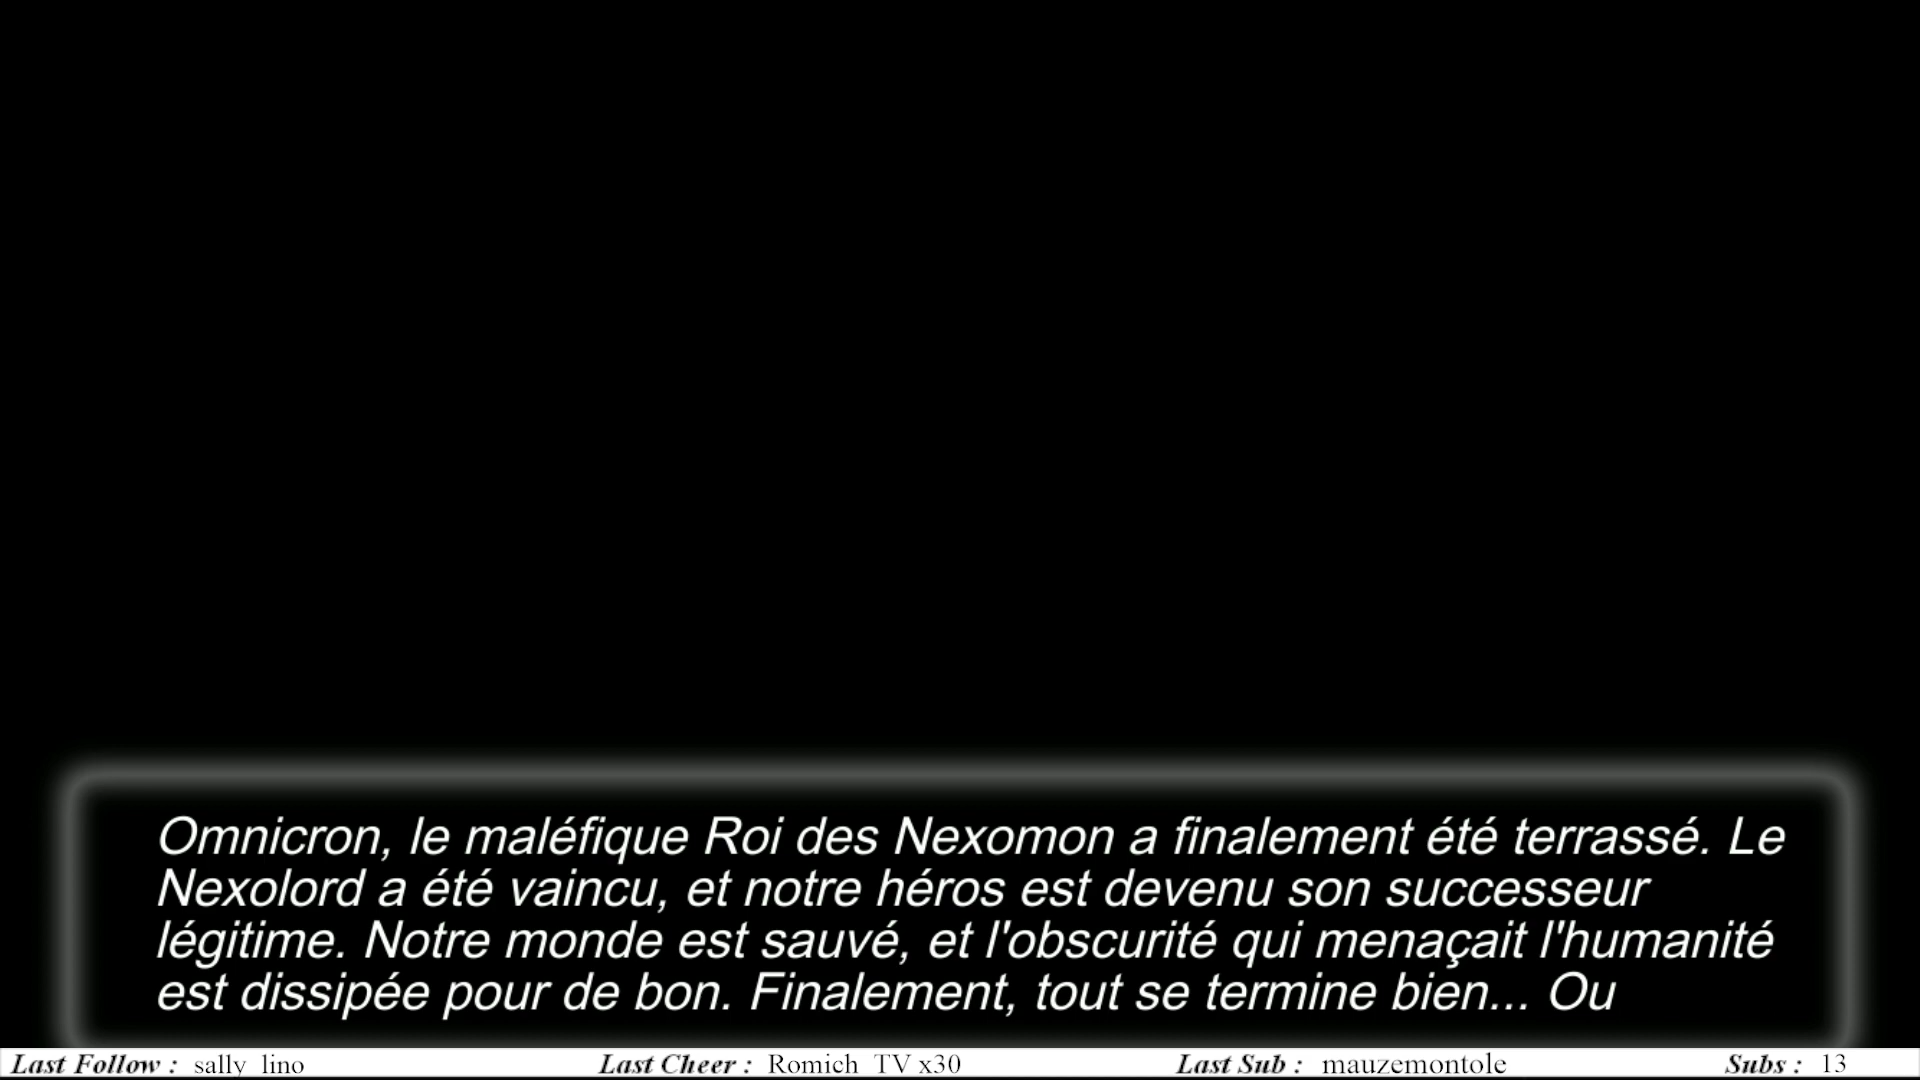 Omnicron, le maléfique Roi des Nexomon a finalement été terrassé. Le
Nexolord a été vaincu, et notre héros est devenu son successeur
légitime. Notre monde est sauvé, et l'obscurité qui menaçait l'humanité
est dissipée pour de bon. Finalement, tout se termine bien... Ou
Last Follow : sally_lino Last Cheer : Romich_TV x30 Last Sub : mauzemontole Subs : 13